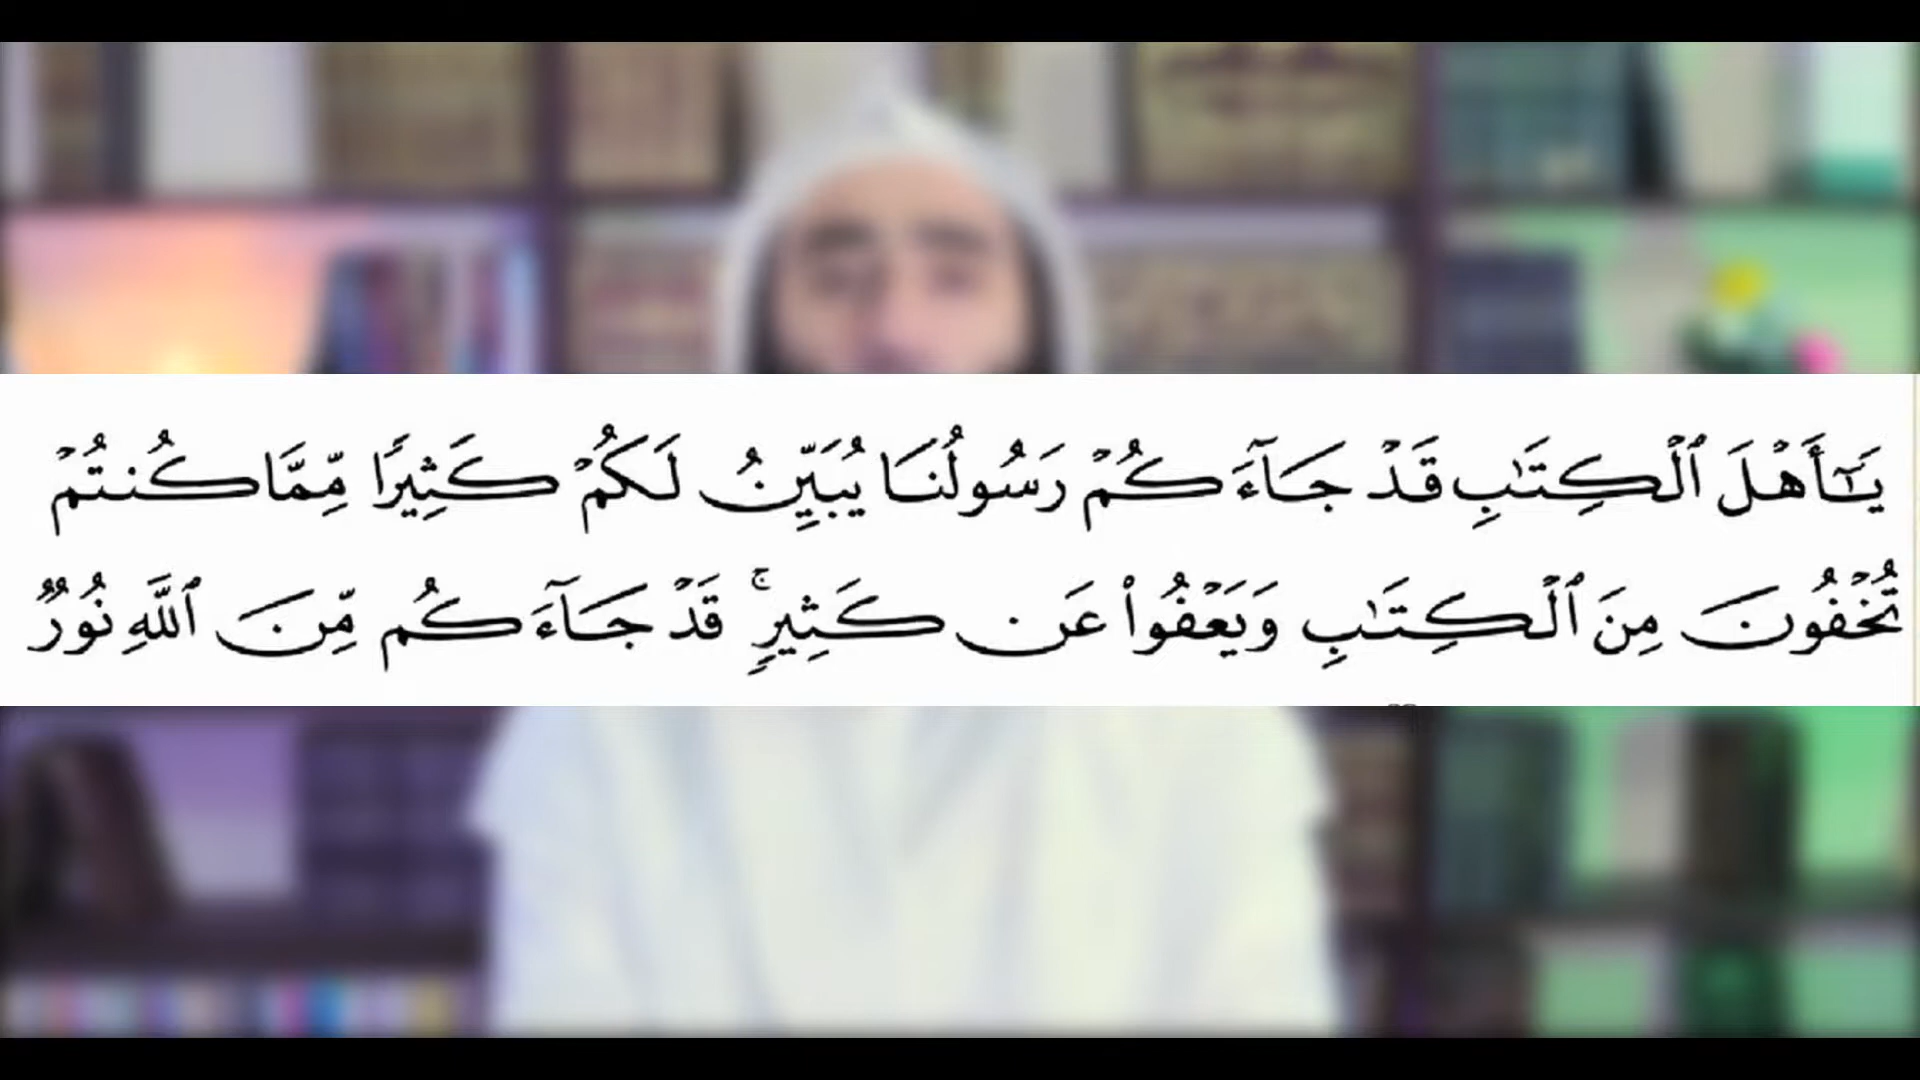 يَـٰٓأَهْلَ ٱلْكِتَـٰبِ قَدْ جَآءَكُمْ رَسُولُنَا يُبَيِّنُ لَكُمْ كَثِيرًا مِّمَّا كُنتُمْ
تُخْفُونَ مِنَ ٱلْكِتَـٰبِ وَيَعْفُوا۟ عَن كَثِيرٍۢ ۚ قَدْ جَآءَكُم مِّنَ ٱللَّهِ نُورٌۭ